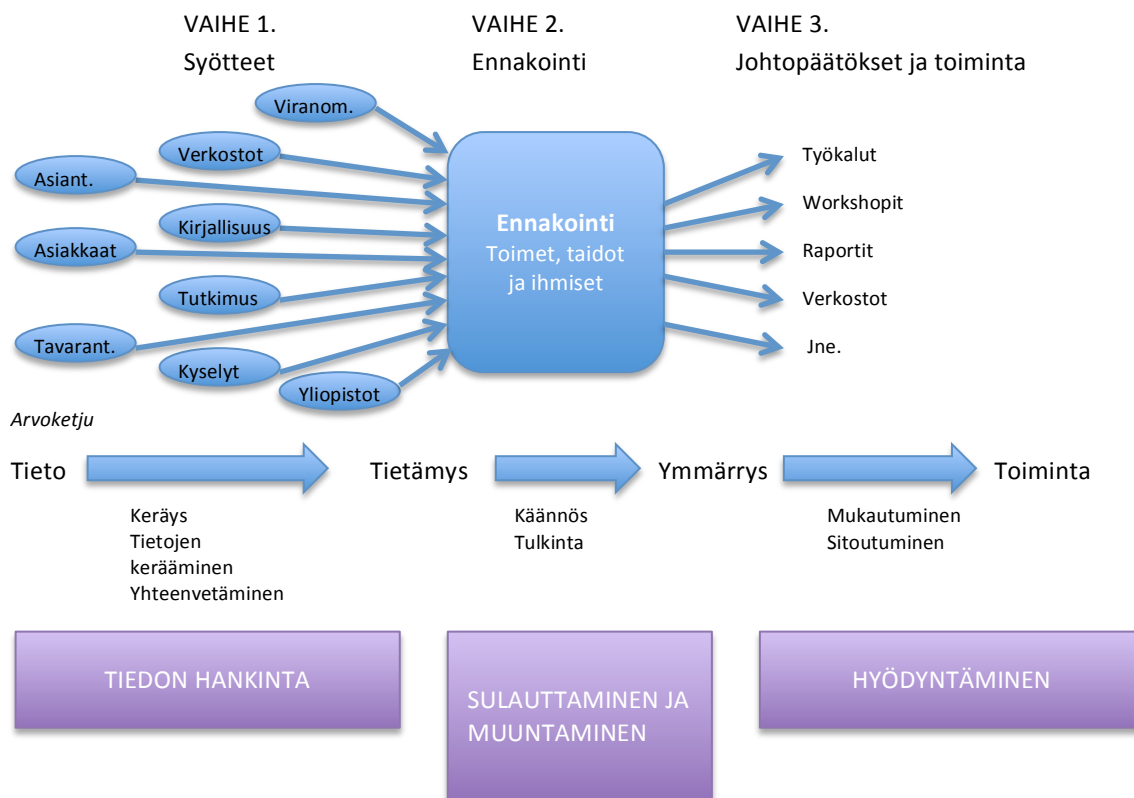 VAIHE 1.
Syötteet
VAIHE 2.
Ennakointi
VAIHE 3.
Johtopäätökset ja toiminta
Viranom.
Verkostot
Asiant.
Kirjallisuus
Asiakkaat
Tutkimus
Tavarant.
Kyselyt
Yliopistot
Ennakointi
Toimet, taidot
ja ihmiset
Työkalut
Workshopit
Raportit
Verkostot
Jne.
Arvoketju
Tieto
Tietämys
Ymmärrys
Toiminta
Keräys
Tietojen
kerääminen
Yhteenvetäminen
Käännös
Tulkinta
Mukautuminen
Sitoutuminen
TIEDON HANKINTA
SULAUTTAMINEN JA
MUUNTAMINEN
HYÖDYNTÄMINEN